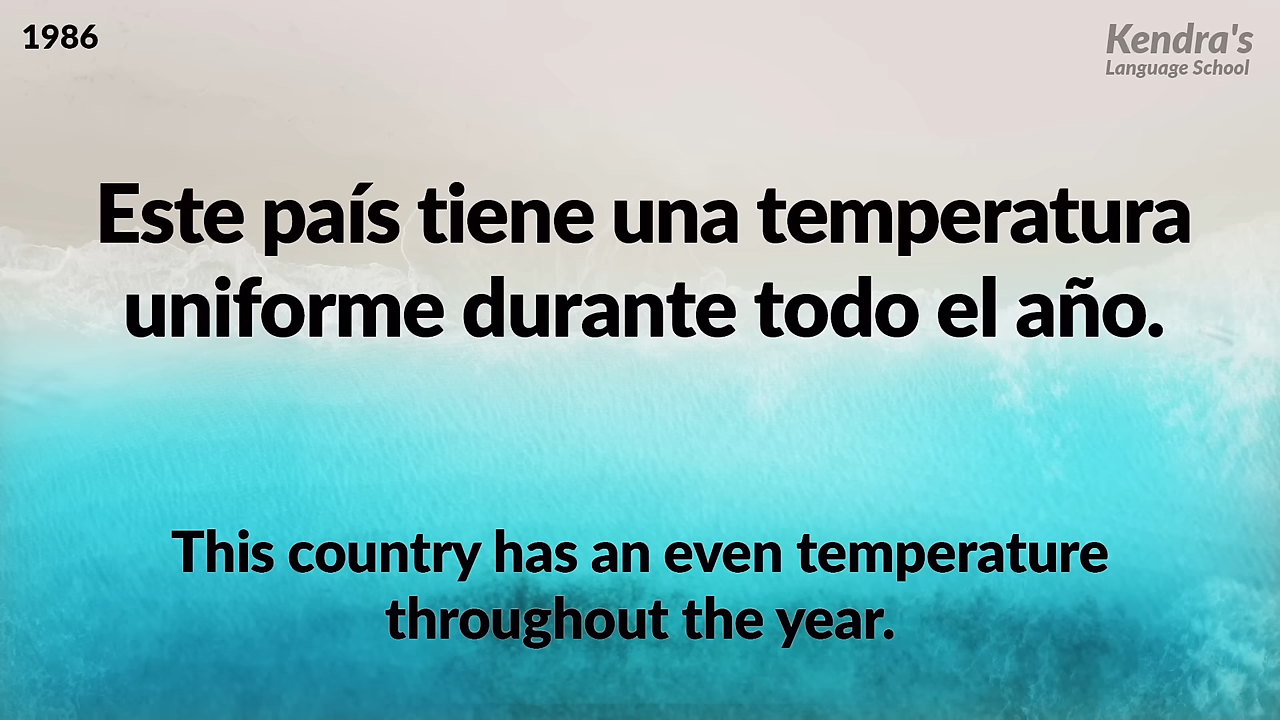 1986
Kendra's
Language School
Este país tiene una temperatura
uniforme durante todo el año.
This country has an even temperature
throughout the year.